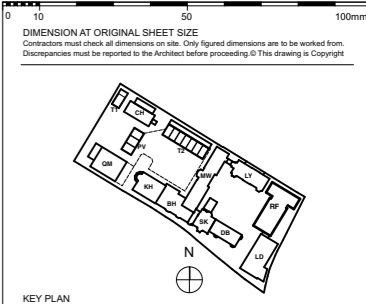 0 10 50 100mm
DIMENSION AT ORIGINAL SHEET SIZE
Contractors must check all dimensions on site. Only figured dimensions are to be worked from.
Discrepancies must be reported to the Architect before proceeding.© This drawing is Copyright
T1
CH
PV
T2
QM
MW
LY
KH
BH
RF
SK
DB
LD
N
KEY PLAN